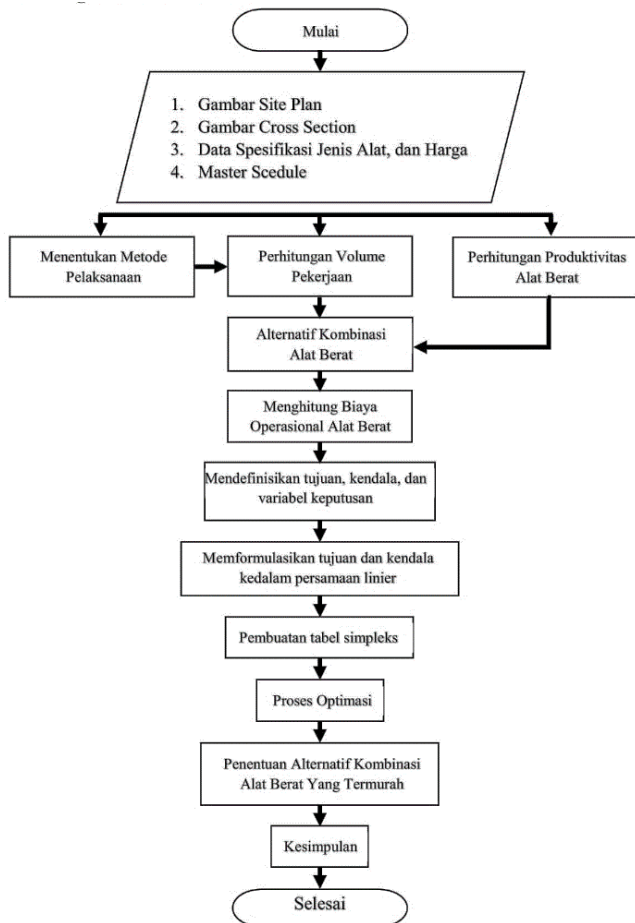 Mulai
1. Gambar Site Plan
2. Gambar Cross Section
3. Data Spesifikasi Jenis Alat, dan Harga
4. Master Scedule
Menentukan Metode
Pelaksanaan
Perhitungan Volume
Pekerjaan
Perhitungan Produktivitas
Alat Berat
Alternatif Kombinasi
Alat Berat
Menghitung Biaya
Operasional Alat Berat
Mendefinisikan tujuan, kendala, dan
variabel keputusan
Memformulasikan tujuan dan kendala
kedalam persamaan linier
Pembuatan tabel simpleks
Proses Optimasi
Penentuan Alternatif Kombinasi
Alat Berat Yang Termurah
Kesimpulan
Selesai